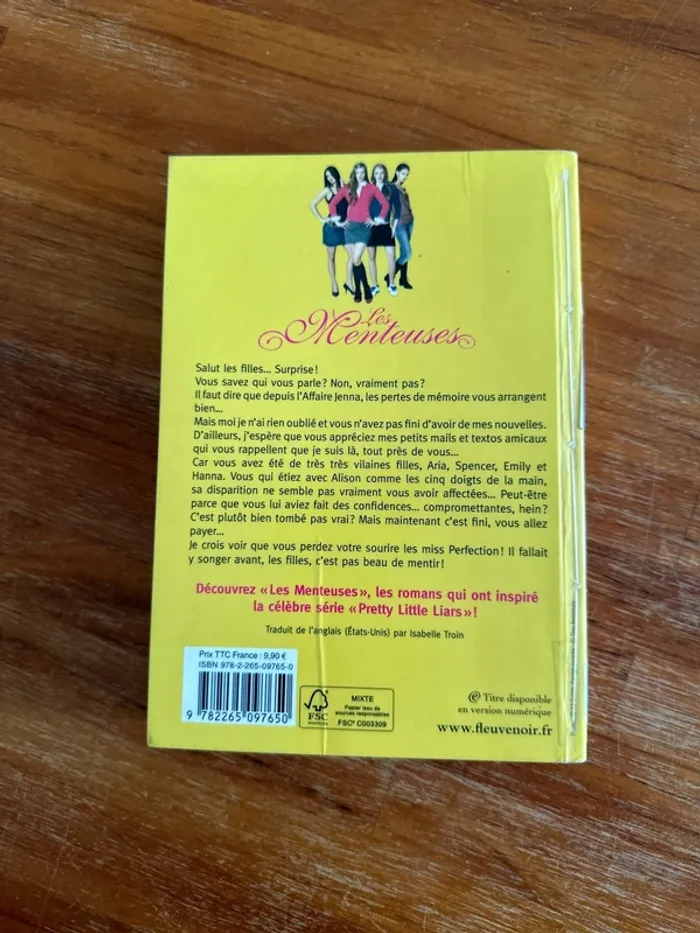 Les
Menteuses
Salut les filles... Surprise!
Vous savez qui vous parle? Non, vraiment pas?
Il faut dire que depuis l'Affaire Jenna, les pertes de mémoire vous arrangent
bien...
Mais moi je n'ai rien oublié et vous n'avez pas fini d'avoir de mes nouvelles.
D'ailleurs, j'espère que vous appréciez mes petits mails et textos amicaux
qui vous rappellent que je suis là, tout près de vous...
Car vous avez été de très très vilaines filles, Aria, Spencer, Emily et
Hanna. Vous qui étiez avec Alison comme les cinq doigts de la main,
sa disparition ne semble pas vraiment vous avoir affectées... Peut-être
parce que vous lui aviez fait des confidences... compromettantes, hein?
C'est plutôt bien tombé pas vrai? Mais maintenant c'est fini, vous allez
payer...
Je crois voir que vous perdez votre sourire les miss Perfection! Il fallait
y songer avant, les filles, c'est pas beau de mentir!
Découvrez «Les Menteuses», les romans qui ont inspiré
la célèbre série «Pretty Little Liars»!
Traduit de l'anglais (États-Unis) par Isabelle Troin
Prix TTC France : 9,90 €
ISBN 978-2-265-09765-0
9 782265 097650
FSC
MIXTE
Papier issu de
sources responsables
FSC® C003309
e Titre disponible
en version numérique
www.fleuvenoir.fr